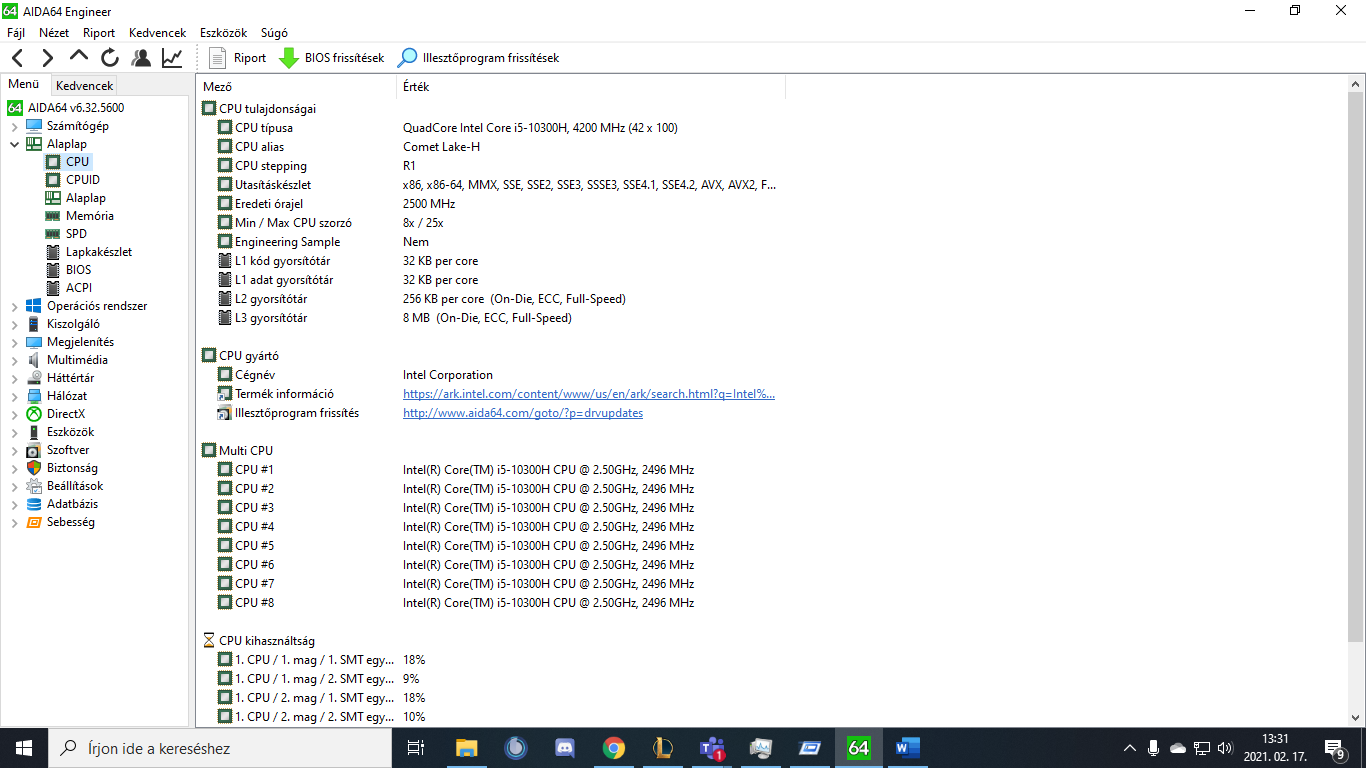 64 AIDA64 Engineer
Fájl Nézet Riport Kedvencek Eszközök Súgó
Riport BIOS frissítések Illesztőprogram frissítések
Menü Kedvencek
64 AIDA64 v6.32.5600
Számítógép
Alaplap
CPU
CPUID
Alaplap
Memória
SPD
Lapkakészlet
BIOS
ACPI
Operációs rendszer
Kiszolgáló
Megjelenítés
Multimédia
Háttértár
Hálózat
DirectX
Eszközök
Szoftver
Biztonság
Beállítások
Adatbázis
Sebesség
Mező Érték
CPU tulajdonságai
CPU típusa QuadCore Intel Core i5-10300H, 4200 MHz (42 x 100)
CPU alias Comet Lake-H
CPU stepping R1
Utasításkészlet x86, x86-64, MMX, SSE, SSE2, SSE3, SSSE3, SSE4.1, SSE4.2, AVX, AVX2, F...
Eredeti órajel 2500 MHz
Min / Max CPU szorzó 8x / 25x
Engineering Sample Nem
L1 kód gyorsítótár 32 KB per core
L1 adat gyorsítótár 32 KB per core
L2 gyorsítótár 256 KB per core (On-Die, ECC, Full-Speed)
L3 gyorsítótár 8 MB (On-Die, ECC, Full-Speed)
CPU gyártó
Cégnév Intel Corporation
Termék információ https://ark.intel.com/content/www/us/en/ark/search.html?q=Intel%...
Illesztőprogram frissítés http://www.aida64.com/goto/?p=drvupdates
Multi CPU
CPU #1 Intel(R) Core(TM) i5-10300H CPU @ 2.50GHz, 2496 MHz
CPU #2 Intel(R) Core(TM) i5-10300H CPU @ 2.50GHz, 2496 MHz
CPU #3 Intel(R) Core(TM) i5-10300H CPU @ 2.50GHz, 2496 MHz
CPU #4 Intel(R) Core(TM) i5-10300H CPU @ 2.50GHz, 2496 MHz
CPU #5 Intel(R) Core(TM) i5-10300H CPU @ 2.50GHz, 2496 MHz
CPU #6 Intel(R) Core(TM) i5-10300H CPU @ 2.50GHz, 2496 MHz
CPU #7 Intel(R) Core(TM) i5-10300H CPU @ 2.50GHz, 2496 MHz
CPU #8 Intel(R) Core(TM) i5-10300H CPU @ 2.50GHz, 2496 MHz
CPU kihasználtság
1. CPU / 1. mag / 1. SMT egy... 18%
1. CPU / 1. mag / 2. SMT egy... 9%
1. CPU / 2. mag / 1. SMT egy... 18%
1. CPU / 2. mag / 2. SMT egy... 10%
Írjon ide a kereséshez
1
64
13:31
2021. 02. 17.
9